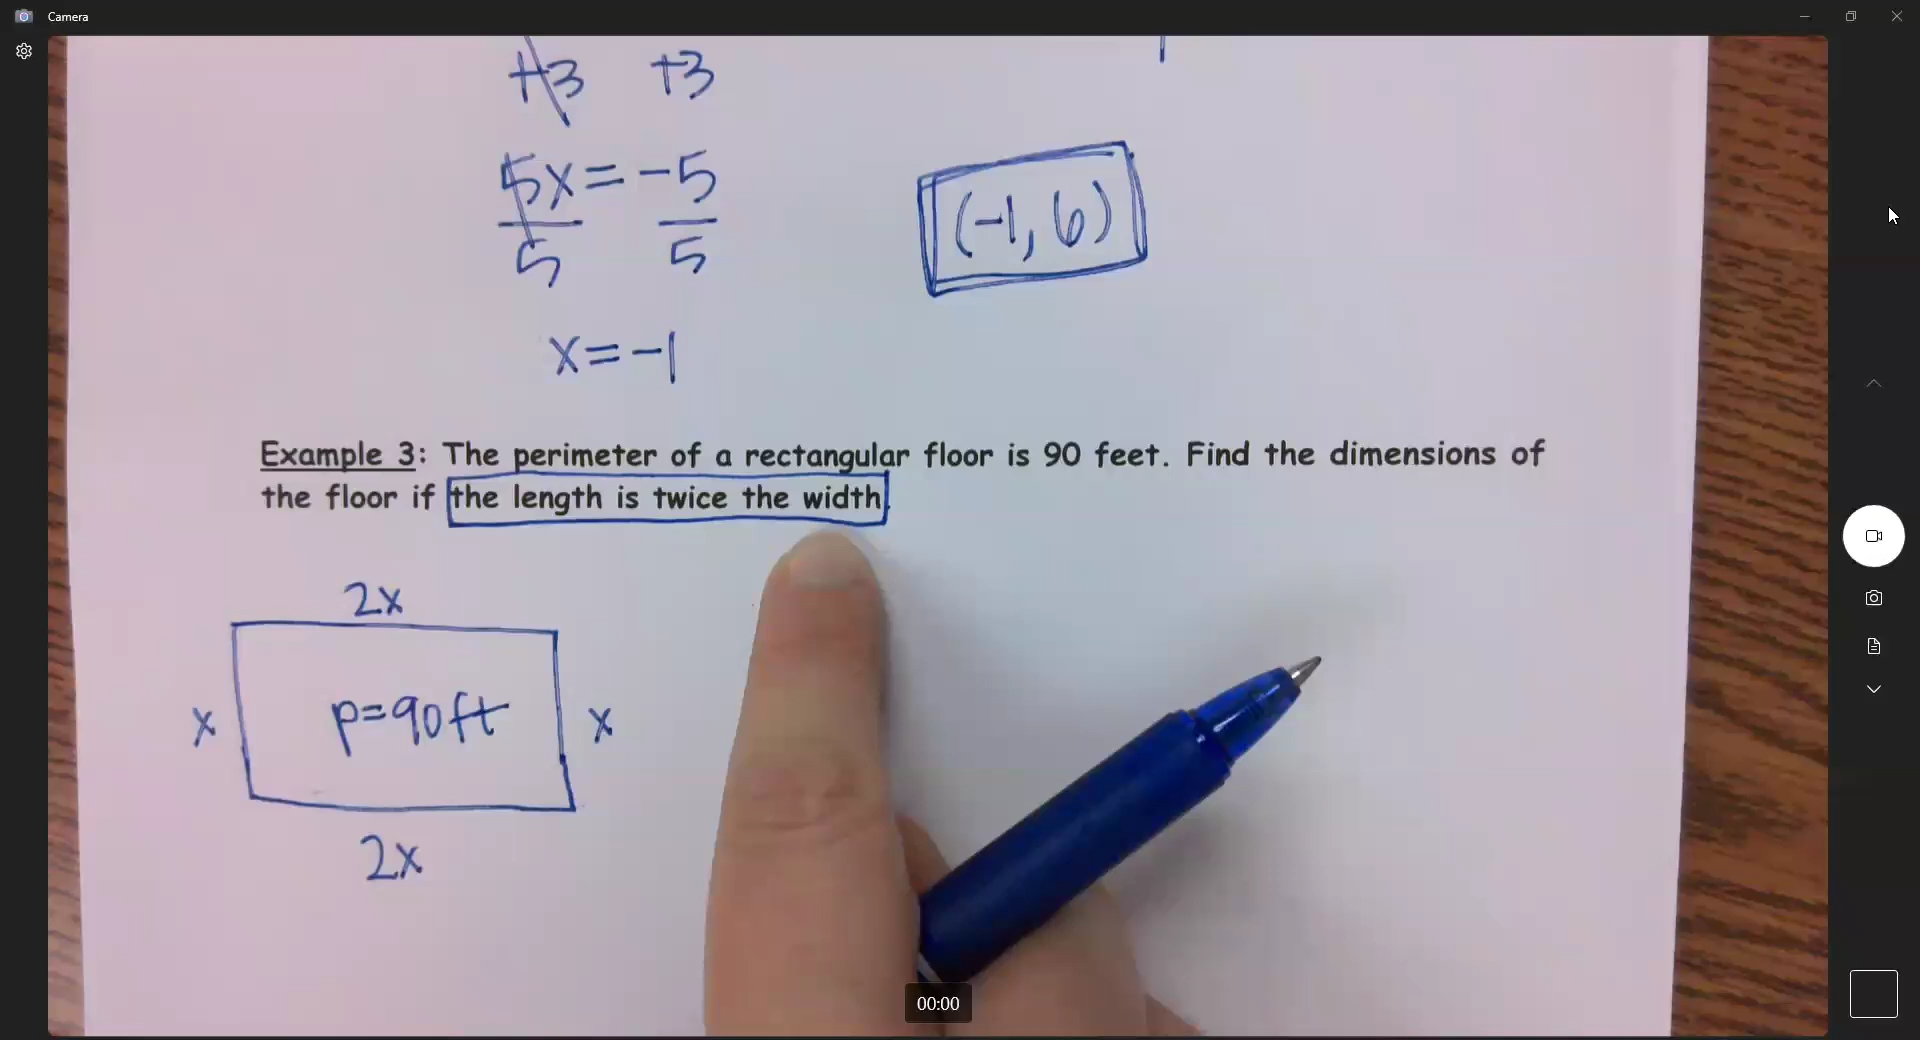 Camera
+3 +3
5x = -5
5 5
(-1, 6)
x = -1
Example 3: The perimeter of a rectangular floor is 90 feet. Find the dimensions of
the floor if the length is twice the width.
2x
x p=90ft x
2x
00:00